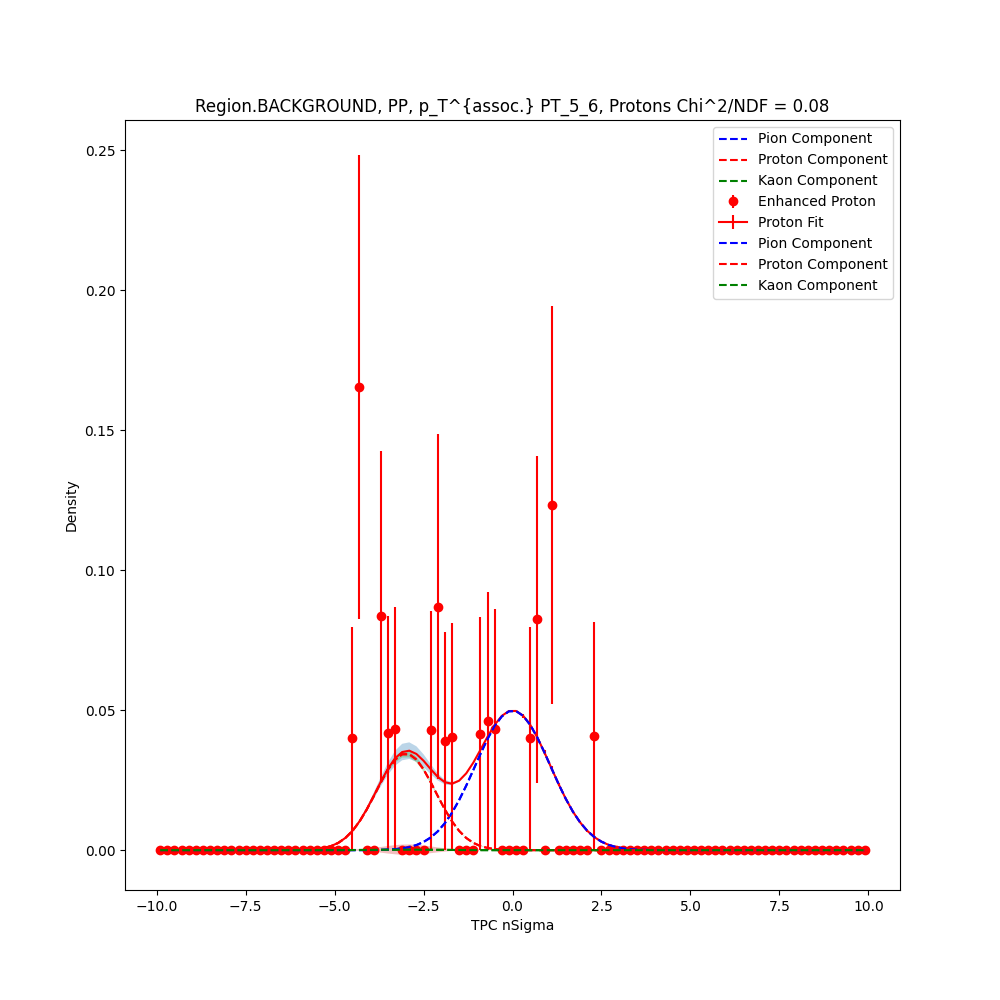 Region.BACKGROUND, PP, p_T^{assoc.} PT_5_6, Protons Chi^2/NDF = 0.08
Pion Component
Proton Component
Kaon Component
Enhanced Proton
Proton Fit
Pion Component
Proton Component
Kaon Component
0.25
0.20
0.15
0.10
0.05
0.00
Density
−10.0 −7.5 −5.0 −2.5 0.0 2.5 5.0 7.5 10.0
TPC nSigma